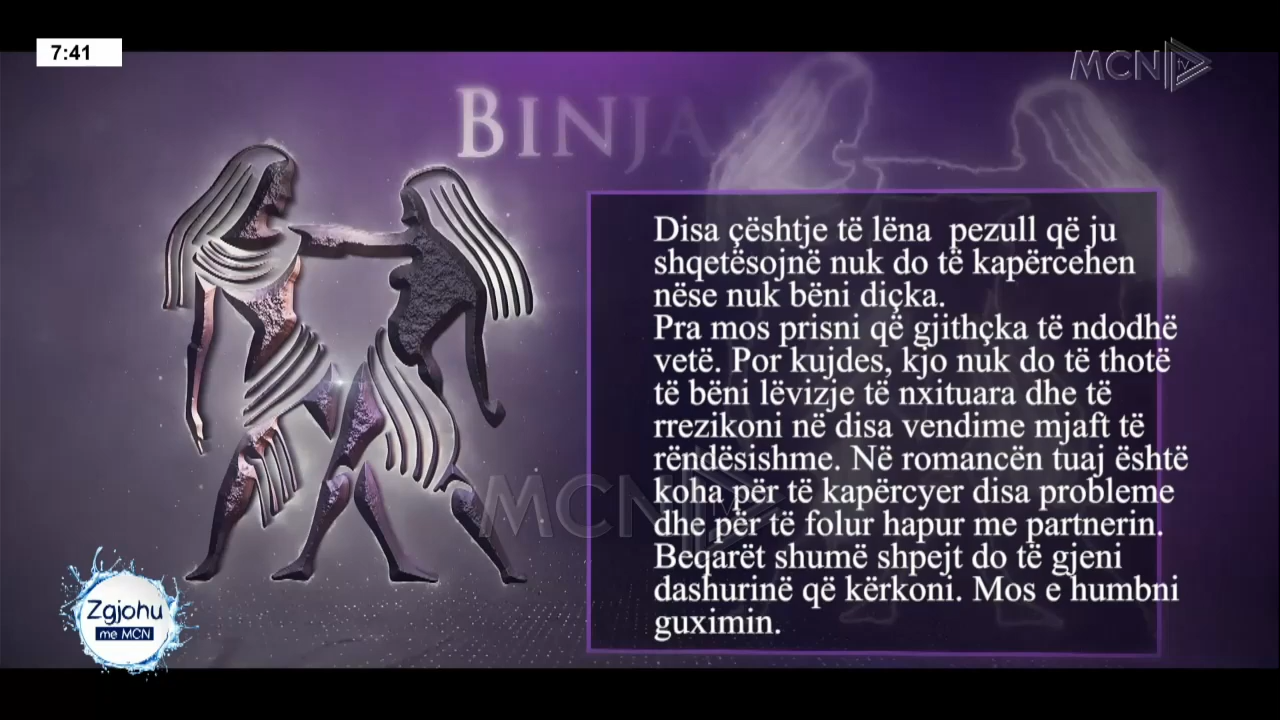 7:41
MCN TV
BINJA
Disa çështje të lëna pezull që ju
shqetësojnë nuk do të kapërcehen
nëse nuk bëni diçka.
Pra mos prisni që gjithçka të ndodhë
vetë. Por kujdes, kjo nuk do të thotë
të bëni lëvizje të nxituara dhe të
rrezikoni në disa vendime mjaft të
rëndësishme. Në romancën tuaj është
koha për të kapërcyer disa probleme
dhe për të folur hapur me partnerin.
Beqarët shumë shpejt do të gjeni
dashurinë që kërkoni. Mos e humbni
guximin.
MCN
Zgjohu
me MCN